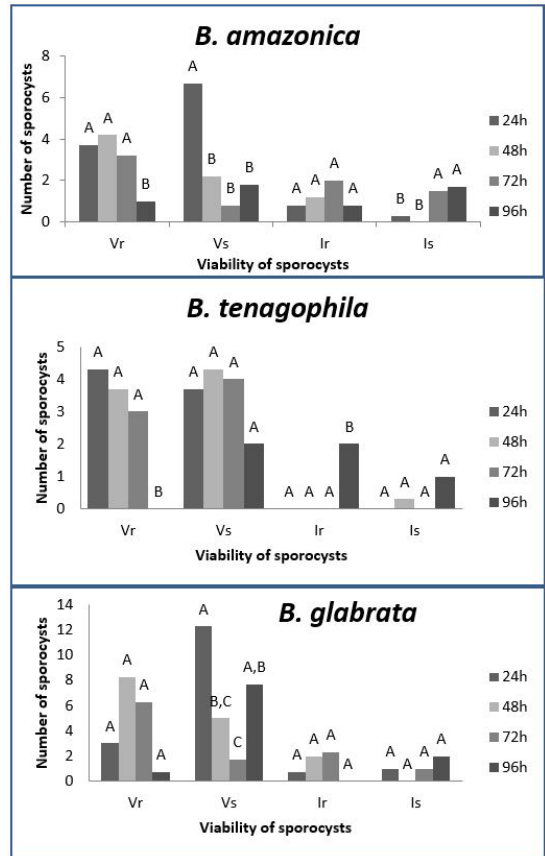 B. amazonica
Number of sporocysts
8
6
4
2
0
A A A B
A B B B
A A A A
B B A A
Vr Vs Ir Is
Viability of sporocysts
24h
48h
72h
96h
B. tenagophila
Number of sporocysts
5
4
3
2
1
0
A A A B
A A A A
A A A B
A A A A
Vr Vs Ir Is
Viability of sporocysts
24h
48h
72h
96h
B. glabrata
Number of sporocysts
14
12
10
8
6
4
2
0
A A A A
A B,C C A,B
A A A A
A A A A
Vr Vs Ir Is
Viability of sporocysts
24h
48h
72h
96h